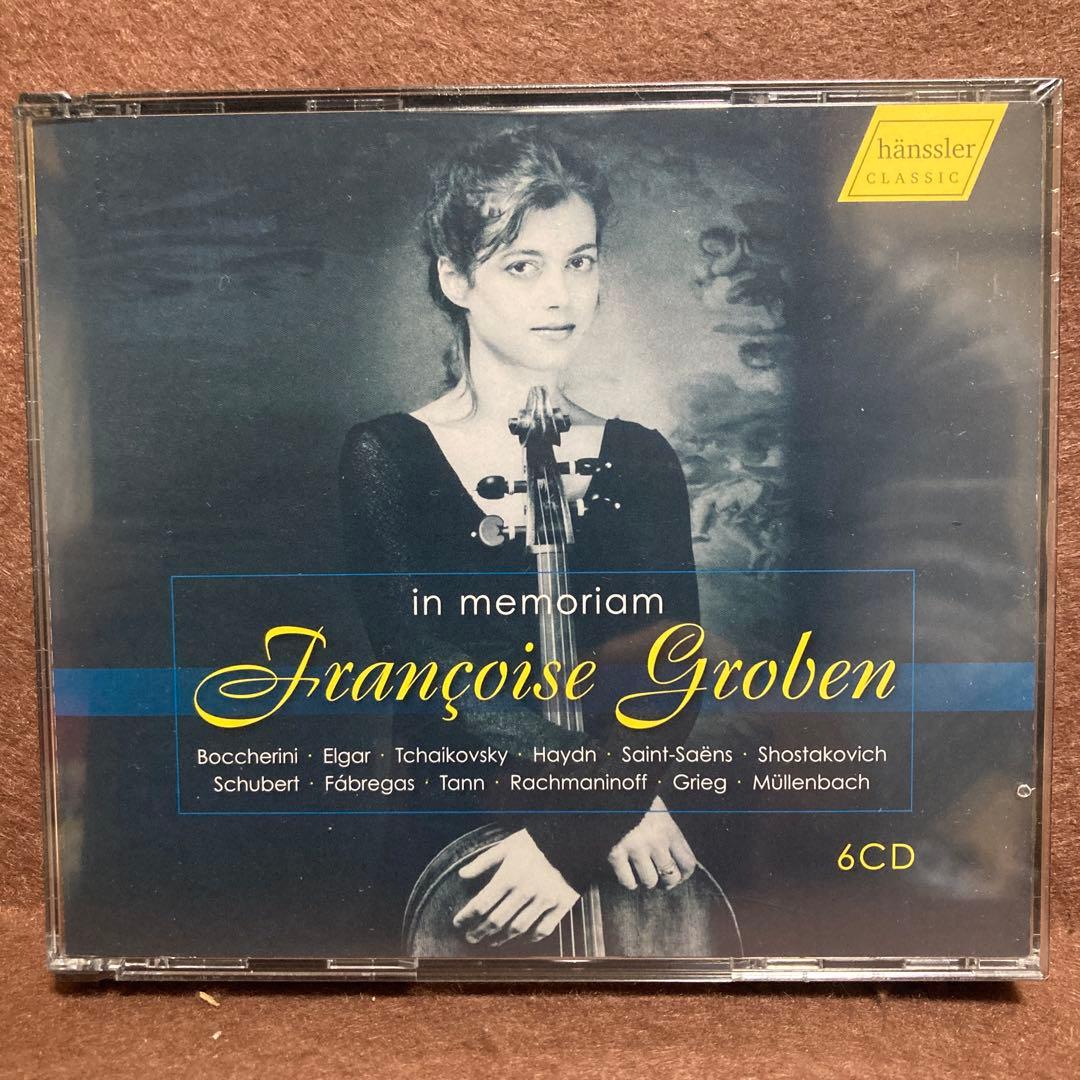 hänssler
CLASSIC
in memoriam
Françoise Groben
Boccherini · Elgar · Tchaikovsky · Haydn · Saint-Saëns · Shostakovich
Schubert · Fábregas · Tann · Rachmaninoff · Grieg · Müllenbach
6CD